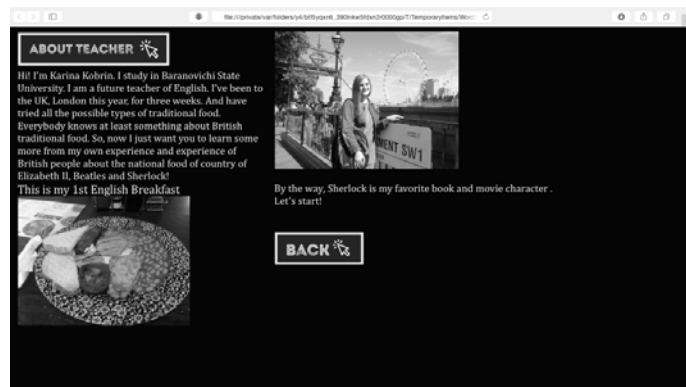 ABOUT TEACHER
Hi! I'm Karina Kobrin. I study in Baranovichi State
University. I am a future teacher of English. I've been to
the UK, London this year, for three weeks. And have
tried all the possible types of traditional food.
Everybody knows at least something about British
traditional food. So, now I just want you to learn some
more from my own experience and experience of
British people about the national food of country of
Elizabeth II, Beatles and Sherlock!
This is my 1st English Breakfast
MENT SW1
By the way, Sherlock is my favorite book and movie character .
Let's start!
BACK